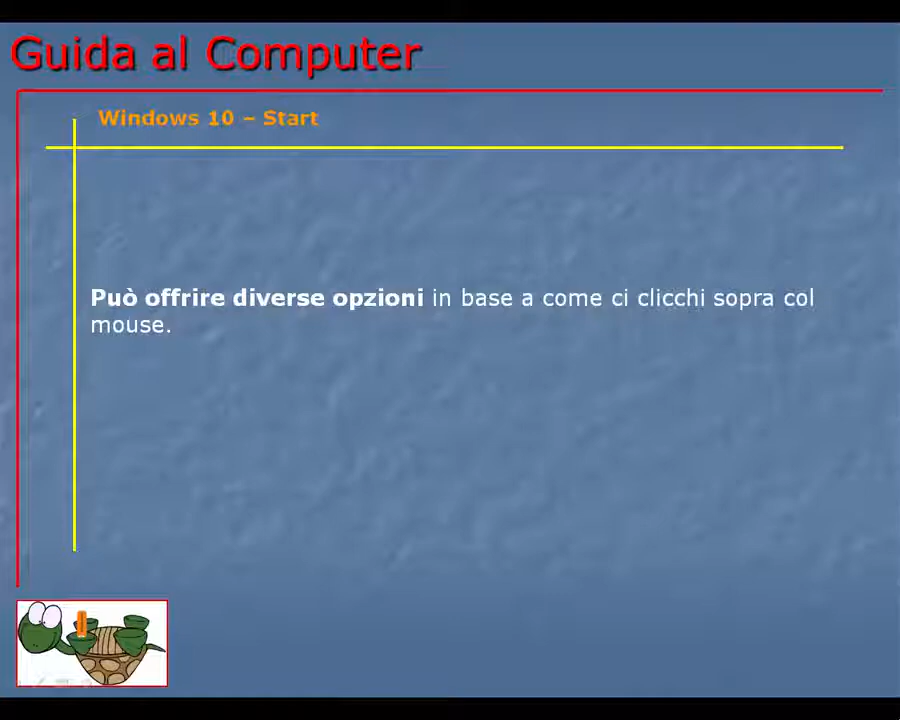 Guida al Computer
Windows 10 – Start
Può offrire diverse opzioni in base a come ci clicchi sopra col
mouse.